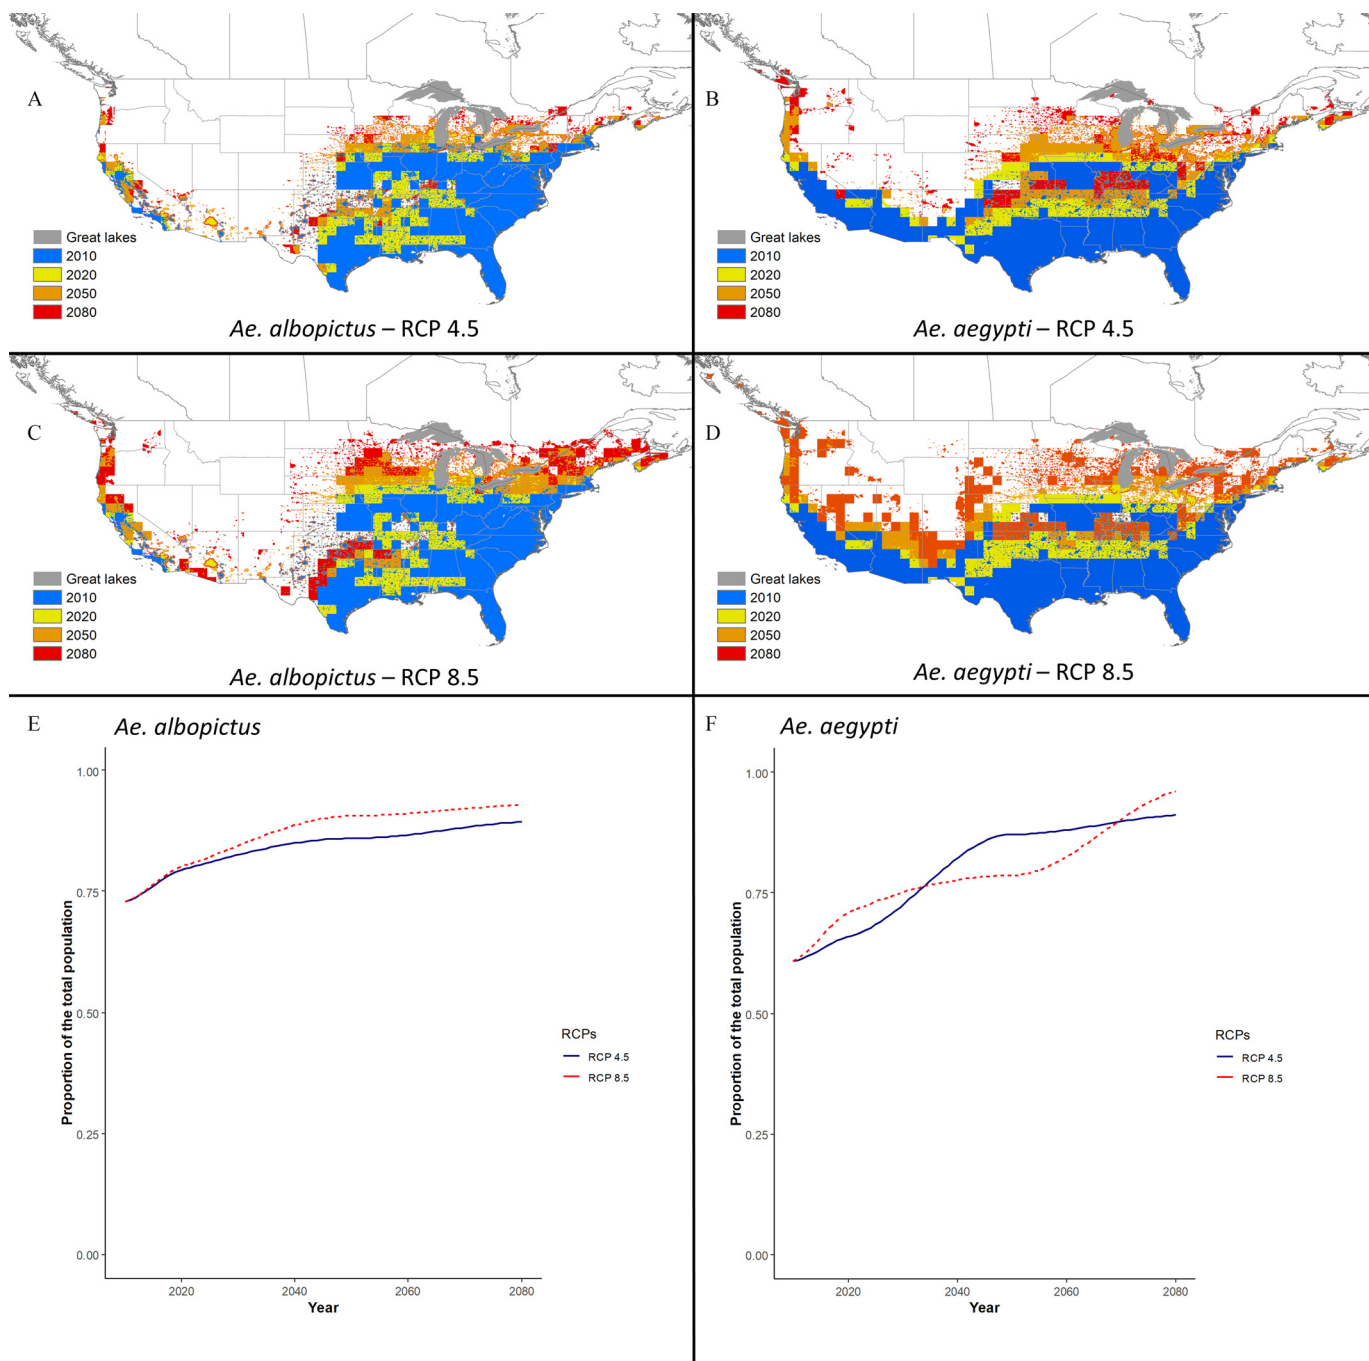 A
Great lakes
2010
2020
2050
2080
Ae. albopictus – RCP 4.5
B
Great lakes
2010
2020
2050
2080
Ae. aegypti – RCP 4.5
C
Great lakes
2010
2020
2050
2080
Ae. albopictus – RCP 8.5
D
Great lakes
2010
2020
2050
2080
Ae. aegypti – RCP 8.5
E
Ae. albopictus
Proportion of the total population
1.00
0.75
0.50
0.25
0.00
2020 2040 2060 2080
Year
RCPs
RCP 4.5
RCP 8.5
F
Ae. aegypti
Proportion of the total population
1.00
0.75
0.50
0.25
0.00
2020 2040 2060 2080
Year
RCPs
RCP 4.5
RCP 8.5